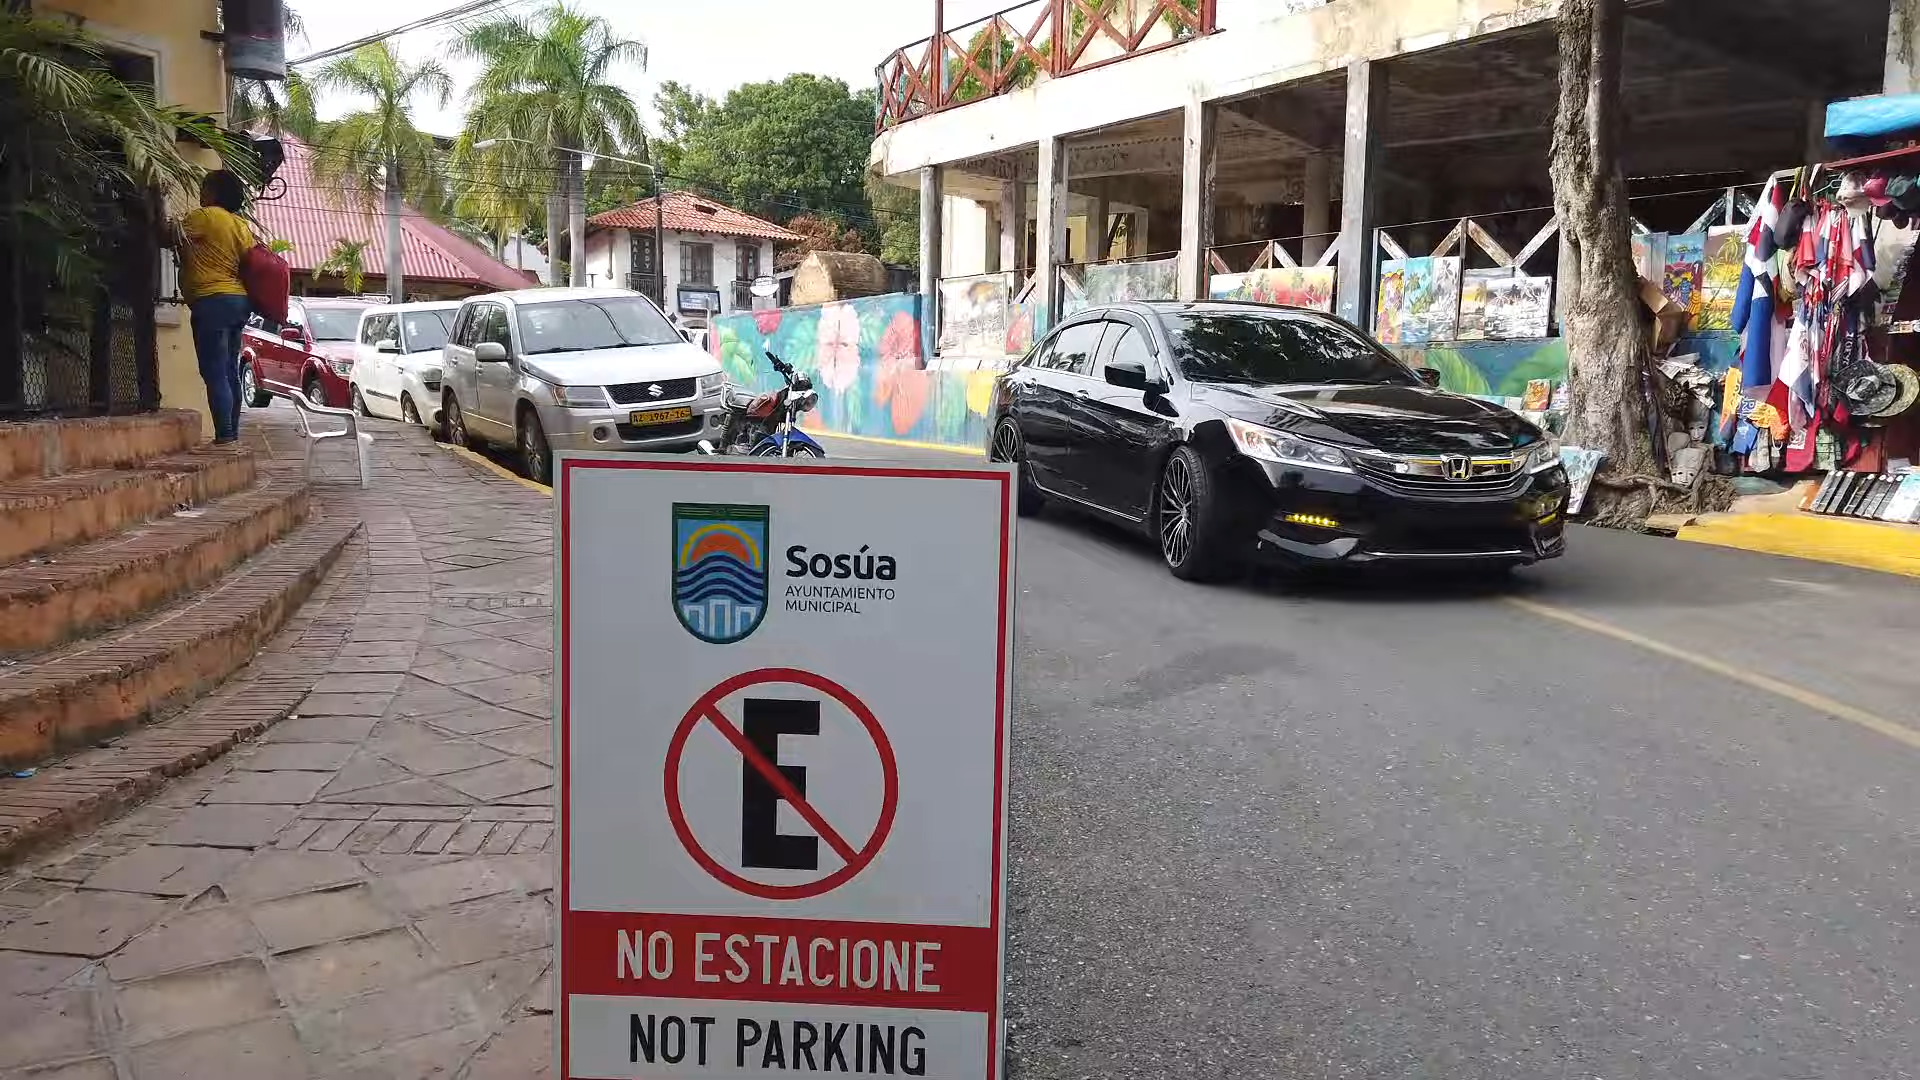 Sosúa
AYUNTAMIENTO
MUNICIPAL
E
NO ESTACIONE
NOT PARKING